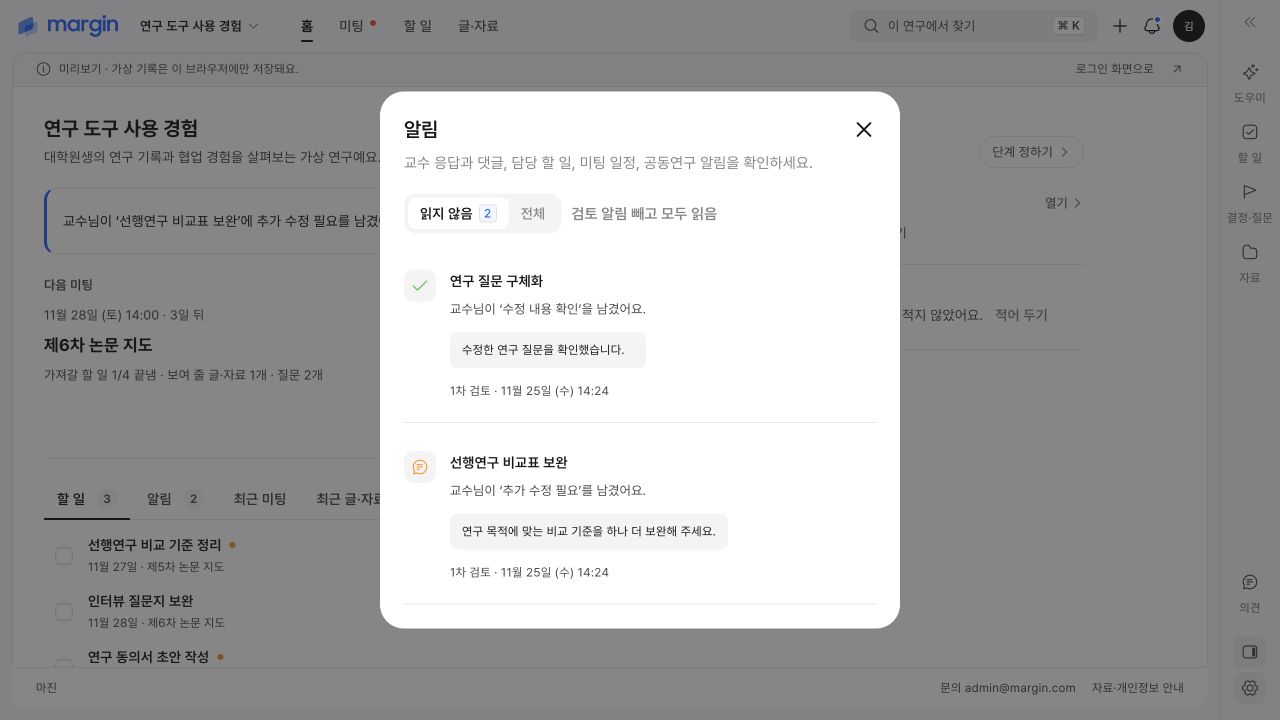 margin
연구 도구 사용 경험
홈
미팅
할 일
글·자료
이 연구에서 찾기
⌘ K
김
미리보기 · 가상 기록은 이 브라우저에만 저장돼요.
로그인 화면으로
연구 도구 사용 경험
대학원생의 연구 기록과 협업 경험을 살펴보는 가상 연구예요.
단계 정하기
교수님이 ‘선행연구 비교표 보완’에 추가 수정 필요를 남겼
열기
기
다음 미팅
11월 28일 (토) 14:00 · 3일 뒤
적지 않았어요. 적어 두기
제6차 논문 지도
가져갈 할 일 1/4 끝냄 · 보여 줄 글·자료 1개 · 질문 2개
할 일 3
알림 2
최근 미팅
최근 글·자료
선행연구 비교 기준 정리
11월 27일 · 제5차 논문 지도
인터뷰 질문지 보완
11월 28일 · 제6차 논문 지도
연구 동의서 초안 작성
알림
교수 응답과 댓글, 담당 할 일, 미팅 일정, 공동연구 알림을 확인하세요.
읽지 않음 2
전체
검토 알림 빼고 모두 읽음
연구 질문 구체화
교수님이 ‘수정 내용 확인’을 남겼어요.
수정한 연구 질문을 확인했습니다.
1차 검토 · 11월 25일 (수) 14:24
선행연구 비교표 보완
교수님이 ‘추가 수정 필요’를 남겼어요.
연구 목적에 맞는 비교 기준을 하나 더 보완해 주세요.
1차 검토 · 11월 25일 (수) 14:24
도우미
할 일
결정·질문
자료
의견
마진
문의 admin@margin.com
자료·개인정보 안내